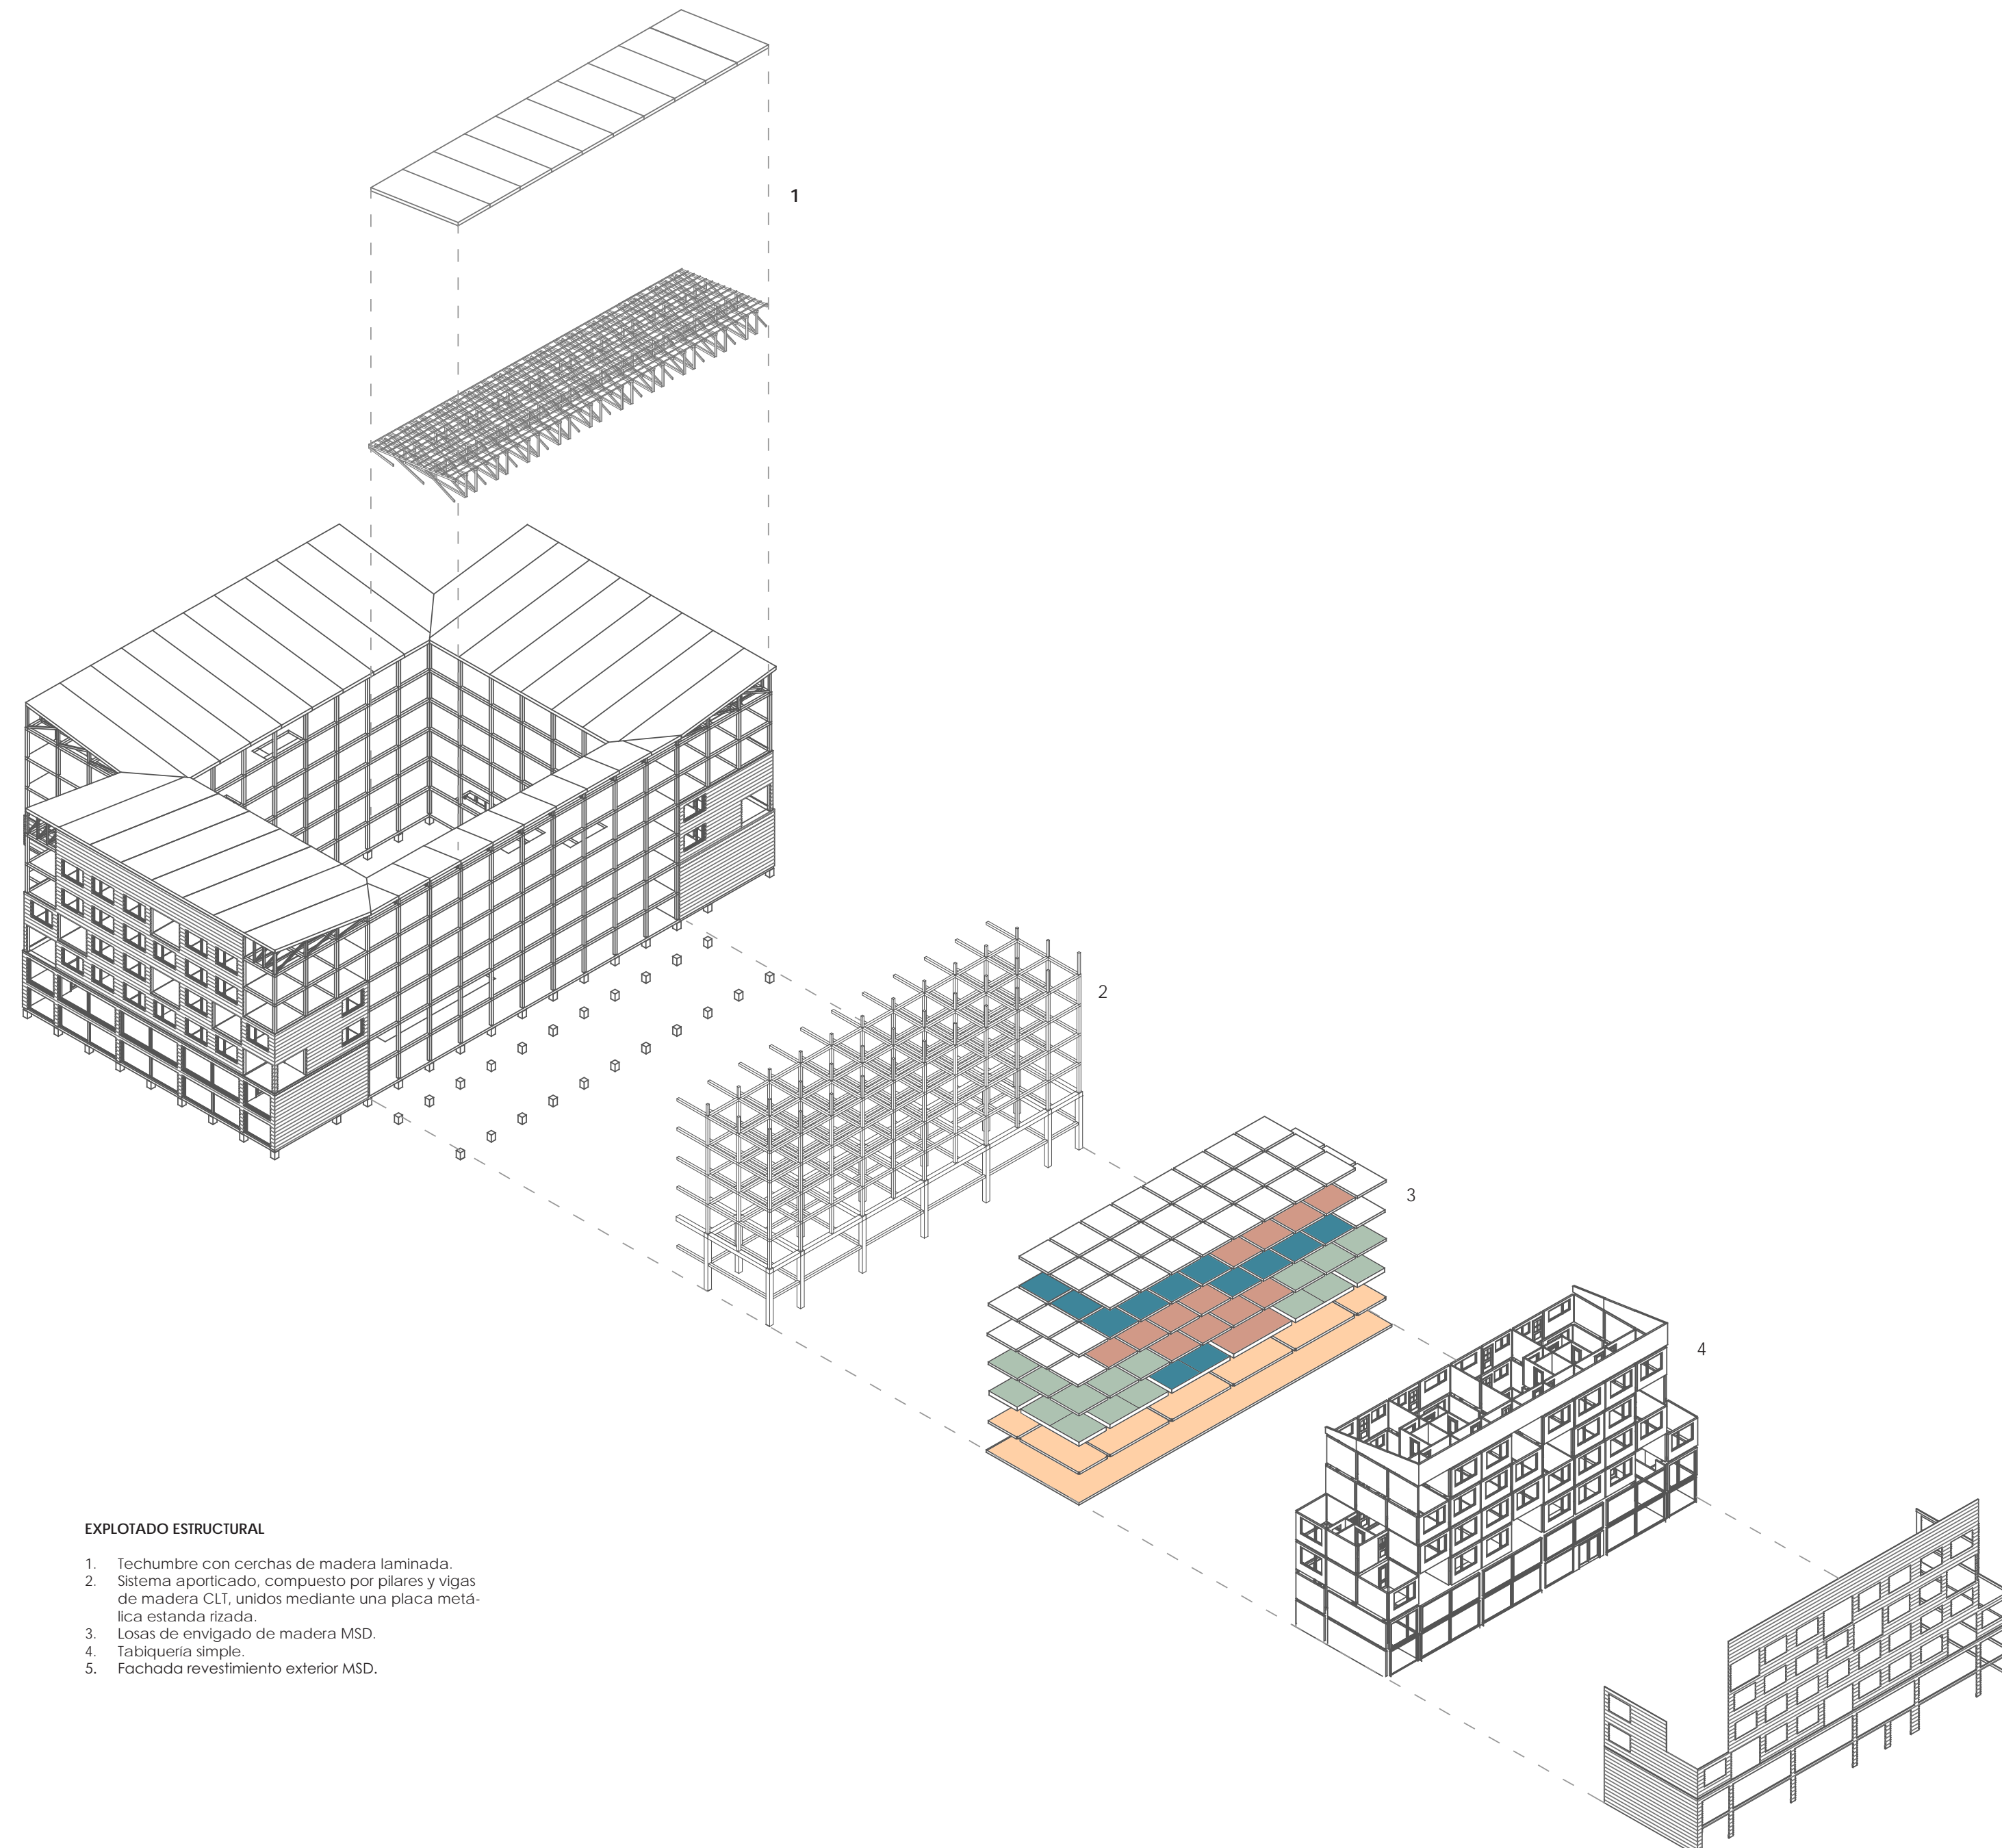 1
2
3
4
EXPLOTADO ESTRUCTURAL
1. Techumbre con cerchas de madera laminada.
2. Sistema aporticado, compuesto por pilares y vigas
de madera CLT, unidos mediante una placa metá-
lica estanda rizada.
3. Losas de envigado de madera MSD.
4. Tabiquería simple.
5. Fachada revestimiento exterior MSD.